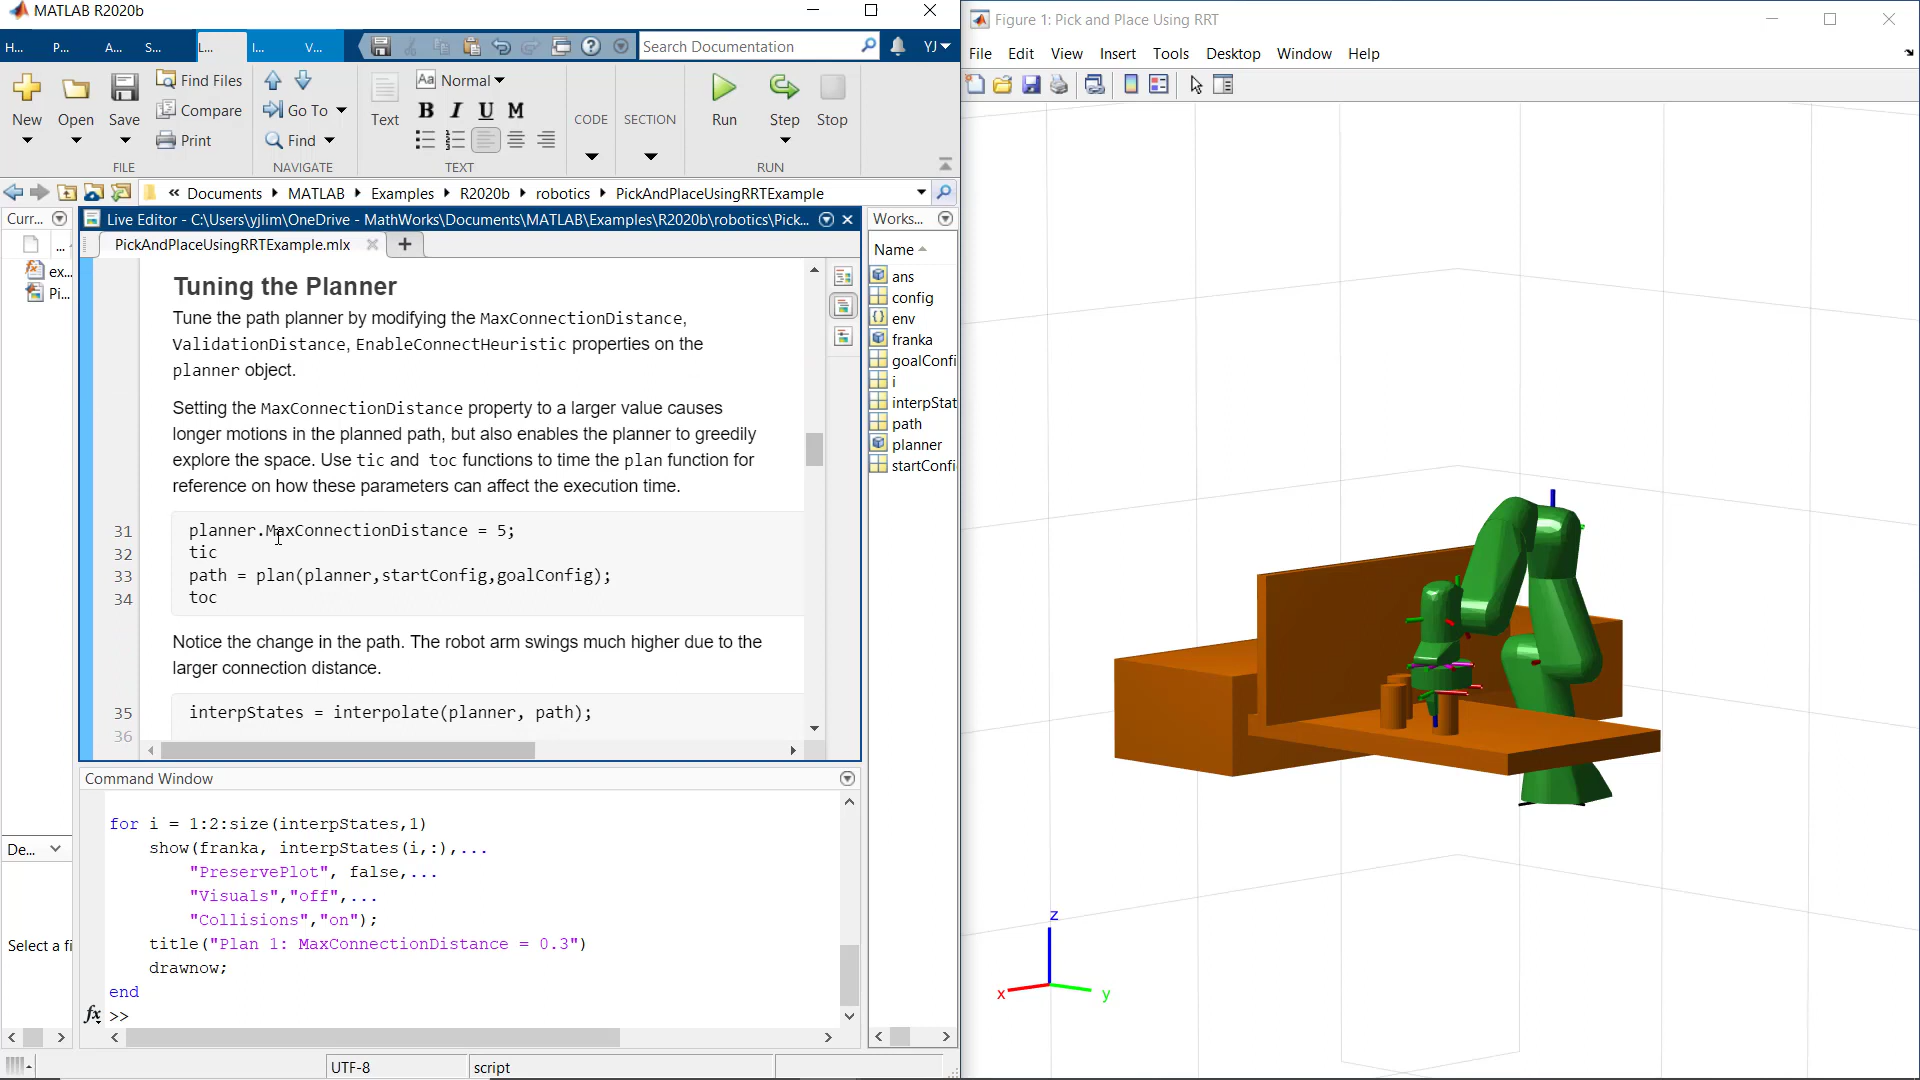 MATLAB R2020b
H... P... A... S... L... I... V...
Search Documentation
YJ
New
Open
Save
Find Files
Compare
Print
FILE
Go To
Find
NAVIGATE
Text
Aa Normal
B I U M
TEXT
CODE
SECTION
Run
Step
Stop
RUN
« Documents MATLAB Examples R2020b robotics PickAndPlaceUsingRRTExample
Curr...
...
ex...
Pi...
De...
Select a fi
Live Editor - C:\Users\yjlim\OneDrive - MathWorks\Documents\MATLAB\Examples\R2020b\robotics\Pick...
PickAndPlaceUsingRRTExample.mlx
Tuning the Planner
Tune the path planner by modifying the MaxConnectionDistance,
ValidationDistance, EnableConnectHeuristic properties on the
planner object.
Setting the MaxConnectionDistance property to a larger value causes
longer motions in the planned path, but also enables the planner to greedily
explore the space. Use tic and toc functions to time the plan function for
reference on how these parameters can affect the execution time.
31 planner.MaxConnectionDistance = 5;
32 tic
33 path = plan(planner,startConfig,goalConfig);
34 toc
Notice the change in the path. The robot arm swings much higher due to the
larger connection distance.
35 interpStates = interpolate(planner, path);
36
Command Window
for i = 1:2:size(interpStates,1)
show(franka, interpStates(i,:),...
"PreservePlot", false,...
"Visuals","off",...
"Collisions","on");
title("Plan 1: MaxConnectionDistance = 0.3")
drawnow;
end
fx >>
UTF-8
script
Works...
Name
ans
config
env
franka
goalConfi
i
interpStat
path
planner
startConfi
Figure 1: Pick and Place Using RRT
File Edit View Insert Tools Desktop Window Help
z
x
y